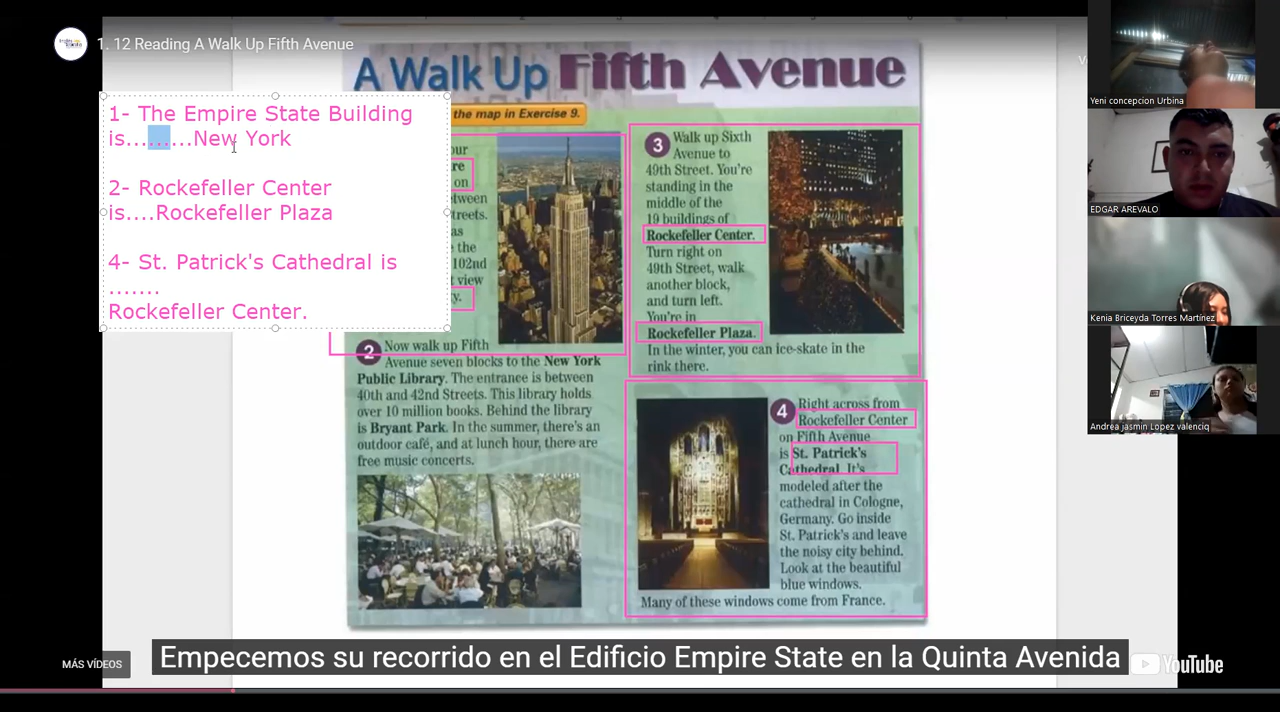 1. 12 Reading A Walk Up Fifth Avenue
A Walk Up Fifth Avenue
the map in Exercise 9.
1- The Empire State Building
is.........New York
2- Rockefeller Center
is....Rockefeller Plaza
4- St. Patrick's Cathedral is
.......
Rockefeller Center.
our
on
tween
treets.
as
the
102nd
view
2 Now walk up Fifth
Avenue seven blocks to the New York
Public Library. The entrance is between
40th and 42nd Streets. This library holds
over 10 million books. Behind the library
is Bryant Park. In the summer, there's an
outdoor café, and at lunch hour, there are
free music concerts.
3 Walk up Sixth
Avenue to
49th Street. You're
standing in the
middle of the
19 buildings of
Rockefeller Center.
Turn right on
49th Street, walk
another block,
and turn left.
You're in
Rockefeller Plaza.
In the winter, you can ice-skate in the
rink there.
4 Right across from
Rockefeller Center
on Fifth Avenue
is St. Patrick's
Cathedral. It's
modeled after the
cathedral in Cologne,
Germany. Go inside
St. Patrick's and leave
the noisy city behind.
Look at the beautiful
blue windows.
Many of these windows come from France.
Yeni concepcion Urbina
EDGAR AREVALO
Kenia Briceyda Torres Martínez
Andrea jasmin Lopez valenciq
MÁS VÍDEOS
Empecemos su recorrido en el Edificio Empire State en la Quinta Avenida
YouTube